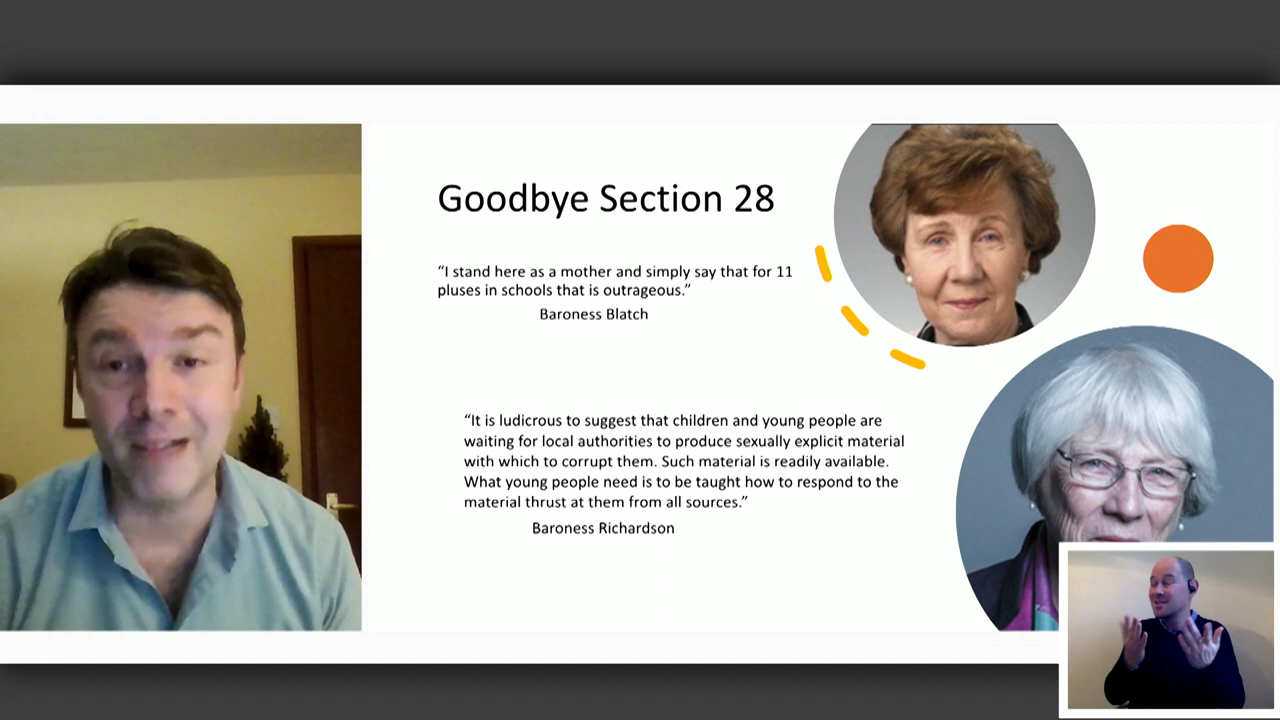 Goodbye Section 28
“I stand here as a mother and simply say that for 11
pluses in schools that is outrageous.”
Baroness Blatch
“It is ludicrous to suggest that children and young people are
waiting for local authorities to produce sexually explicit material
with which to corrupt them. Such material is readily available.
What young people need is to be taught how to respond to the
material thrust at them from all sources.”
Baroness Richardson